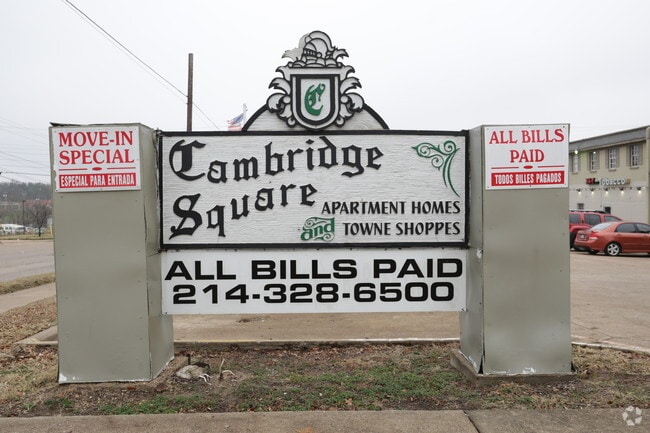 MOVE-IN
SPECIAL
ESPECIAL PARA ENTRADA
C
Cambridge
Square
APARTMENT HOMES
and TOWNE SHOPPES
ALL BILLS PAID
214-328-6500
ALL BILLS
PAID
TODOS BILLES PAGADOS